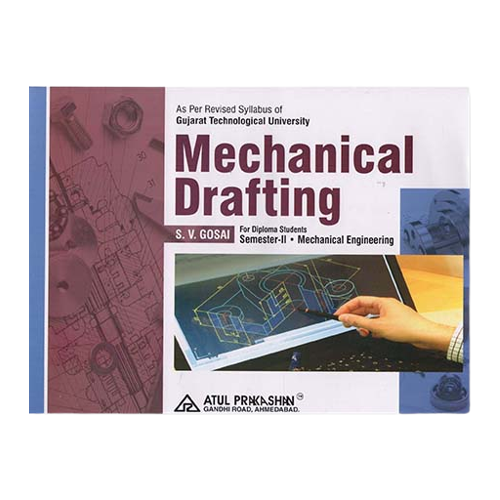 As Per Revised Syllabus of
Gujarat Technological University
Mechanical
Drafting
S. V. GOSAI
For Diploma Students
Semester-II • Mechanical Engineering
ATUL PRAKASHAN
GANDHI ROAD, AHMEDABAD.
30